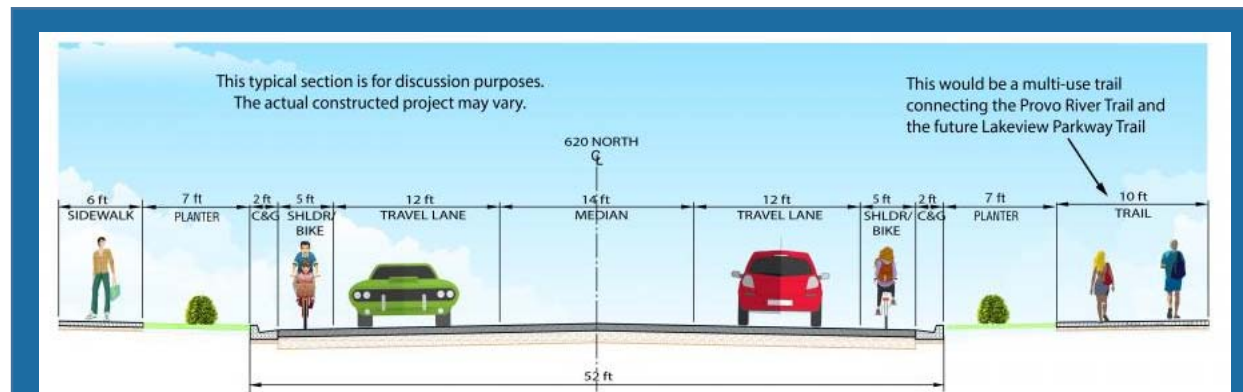 This typical section is for discussion purposes.
The actual constructed project may vary.
This would be a multi-use trail
connecting the Provo River Trail and
the future Lakeview Parkway Trail
620 NORTH
CL
6 ft
SIDEWALK
7 ft
PLANTER
2 ft
C&G
5 ft
SHLDR/
BIKE
12 ft
TRAVEL LANE
14 ft
MEDIAN
12 ft
TRAVEL LANE
5 ft
SHLDR/
BIKE
2 ft
C&G
7 ft
PLANTER
10 ft
TRAIL
52 ft